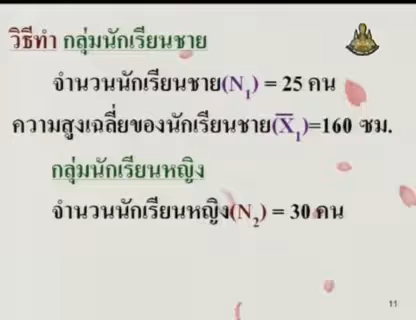 วิธีทำ กลุ่มนักเรียนชาย
จำนวนนักเรียนชาย(N₁) = 25 คน
ความสูงเฉลี่ยของนักเรียนชาย(X̅₁)=160 ซม.
กลุ่มนักเรียนหญิง
จำนวนนักเรียนหญิง(N₂) = 30 คน
11